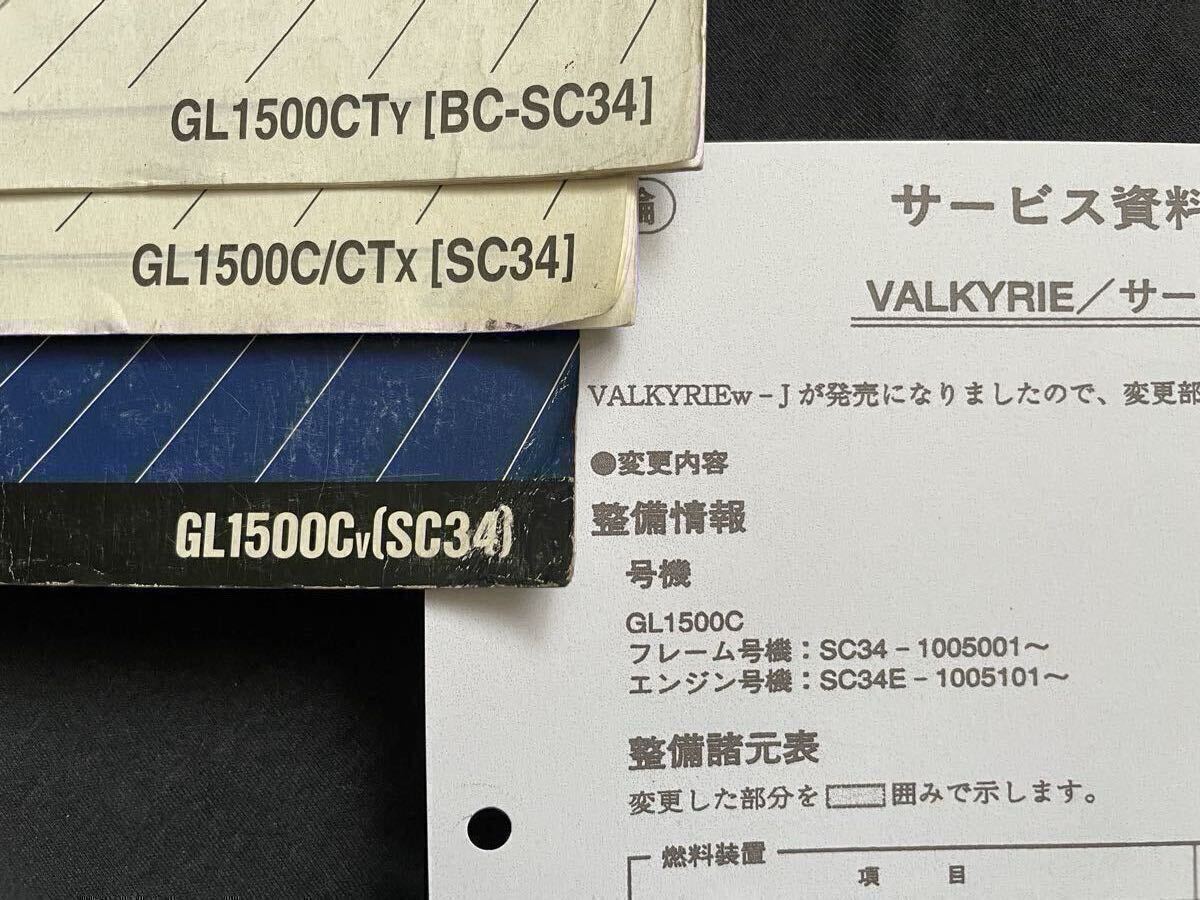 GL1500CTY [BC-SC34]
GL1500C/CTX [SC34]
GL1500CV(SC34)
サービス資料
VALKYRIE／サー
VALKYRIEw－Jが発売になりましたので、変更部
●変更内容
整備情報
号機
GL1500C
フレーム号機：SC34－1005001～
エンジン号機：SC34E－1005101～
整備諸元表
変更した部分を囲みで示します。
燃料装置
項　目